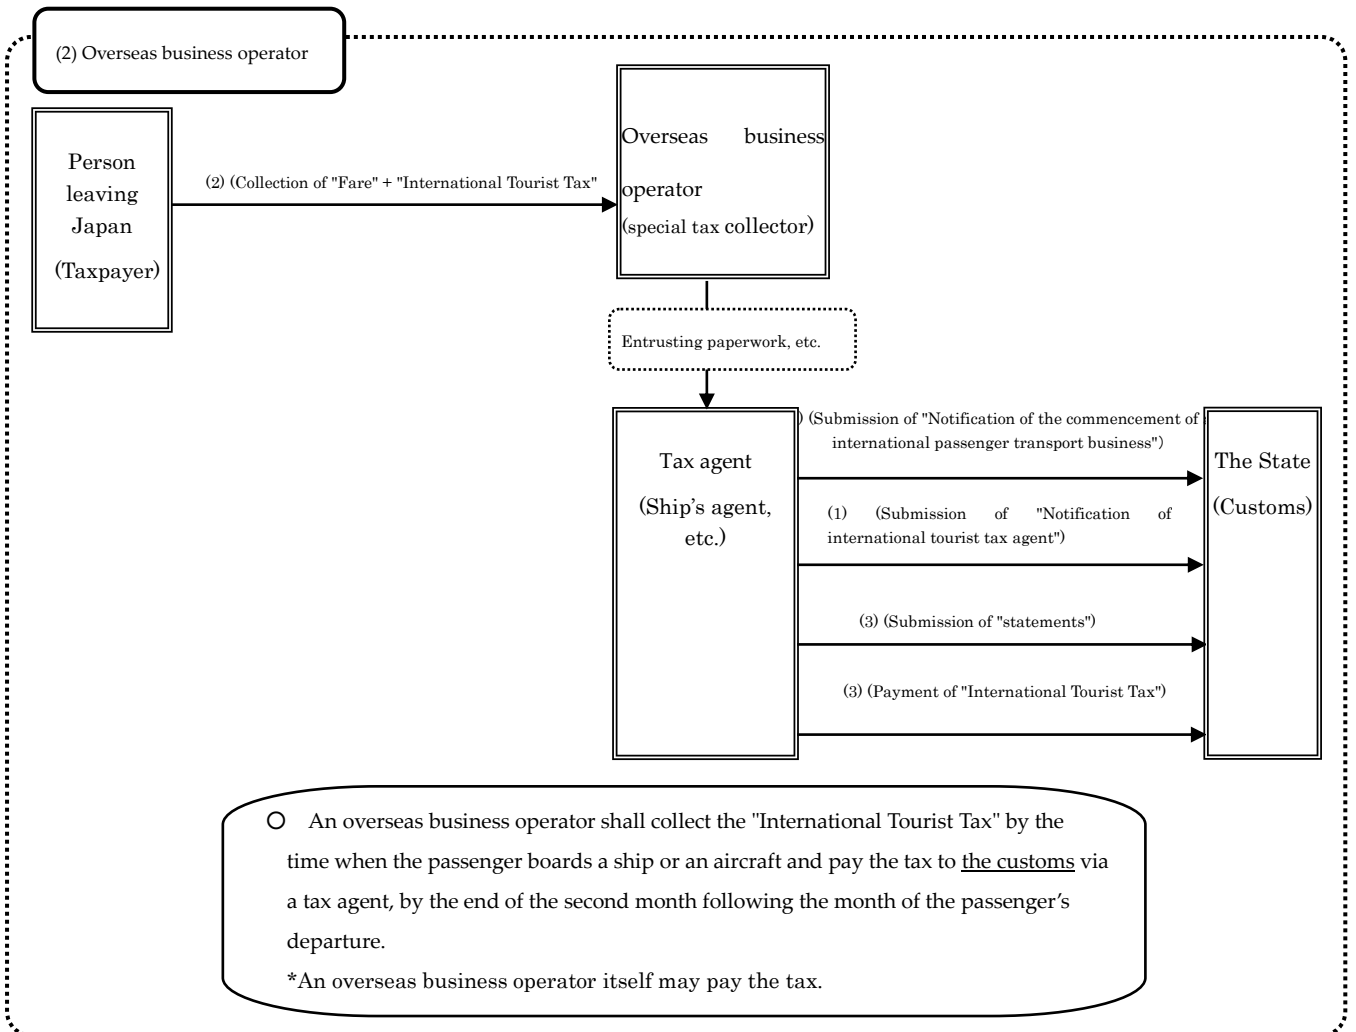 (2) Overseas business operator
Person
leaving
Japan
(Taxpayer)
(2) (Collection of "Fare" + "International Tourist Tax"
Overseas business
operator
(special tax collector)
Entrusting paperwork, etc.
Tax agent
(Ship’s agent,
etc.)
) (Submission of "Notification of the commencement of
international passenger transport business")
(1) (Submission of "Notification of
international tourist tax agent")
(3) (Submission of "statements")
(3) (Payment of "International Tourist Tax")
The State
(Customs)
○ An overseas business operator shall collect the "International Tourist Tax" by the
time when the passenger boards a ship or an aircraft and pay the tax to the customs via
a tax agent, by the end of the second month following the month of the passenger’s
departure.
*An overseas business operator itself may pay the tax.